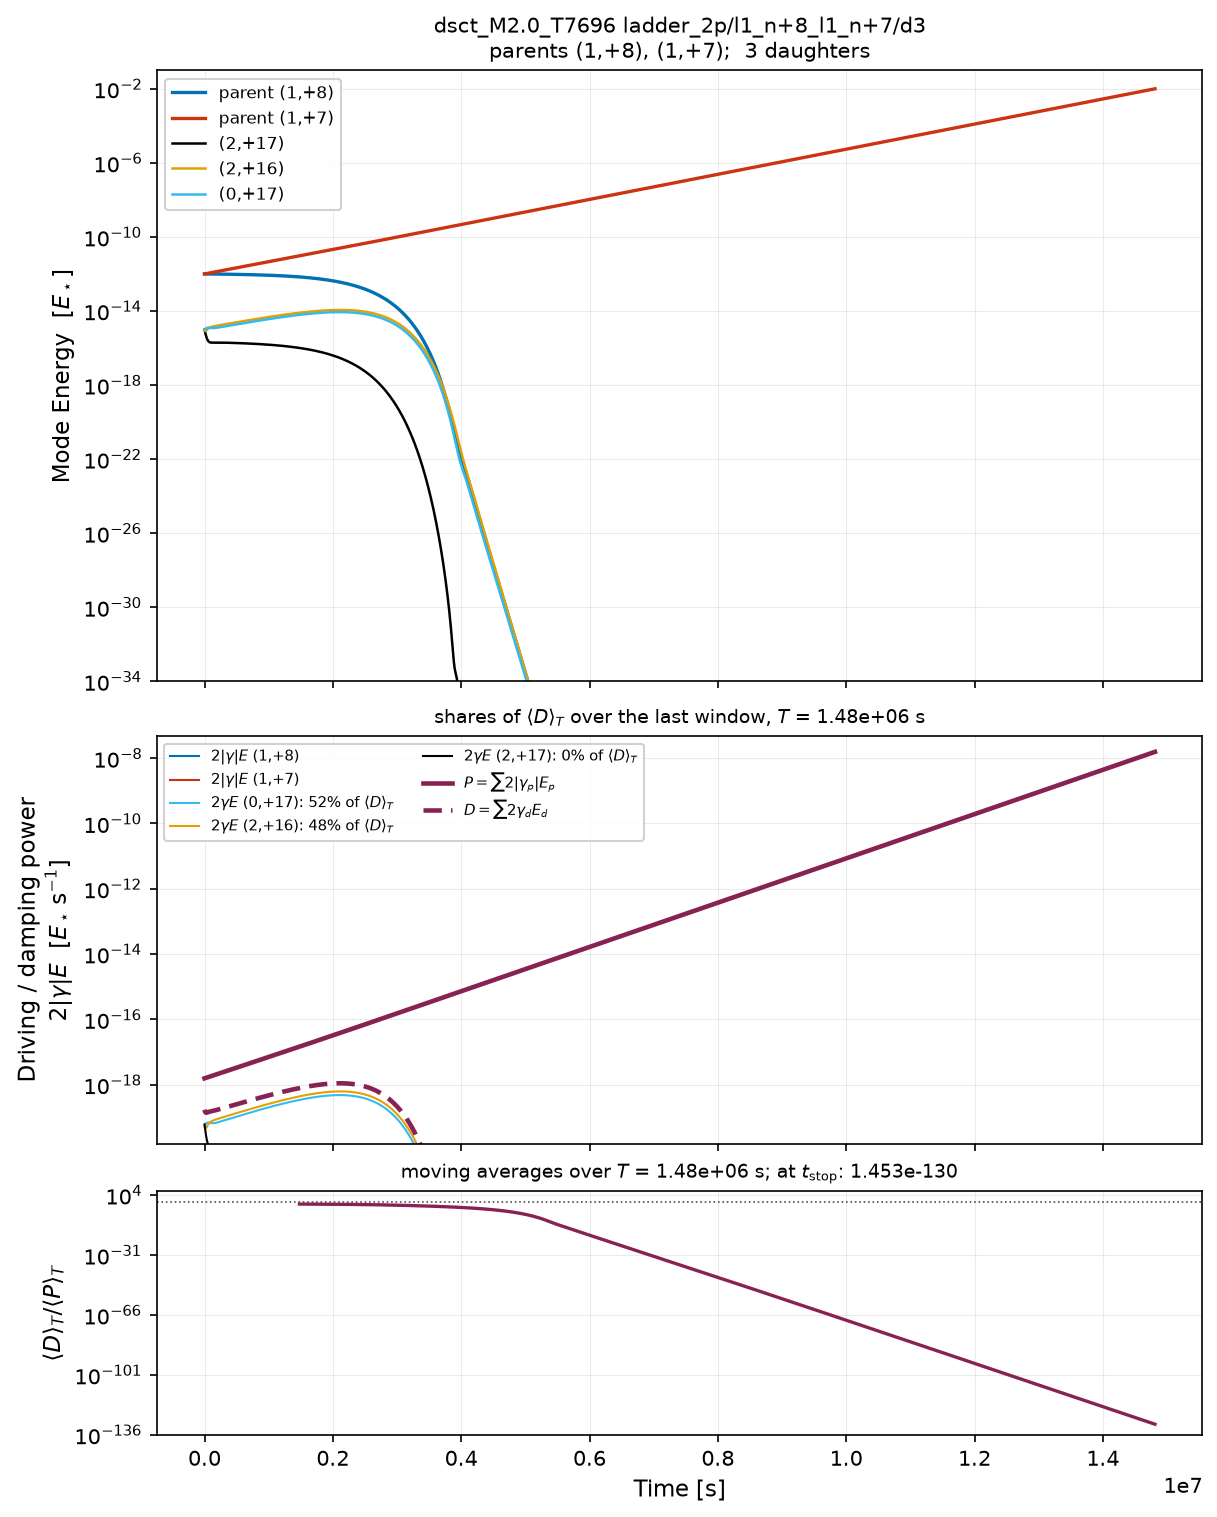 dsct_M2.0_T7696 ladder_2p/l1_n+8_l1_n+7/d3
parents (1,+8), (1,+7);  3 daughters
10^{-2}
10^{-6}
10^{-10}
10^{-14}
10^{-18}
10^{-22}
10^{-26}
10^{-30}
10^{-34}
Mode Energy [E_⋆]
parent (1,+8)
parent (1,+7)
(2,+17)
(2,+16)
(0,+17)
shares of ⟨D⟩_T over the last window, T = 1.48e+06 s
10^{-8}
10^{-10}
10^{-12}
10^{-14}
10^{-16}
10^{-18}
Driving / damping power
2|γ|E [E_⋆ s^{-1}]
2|γ|E (1,+8)
2|γ|E (1,+7)
2γE (0,+17): 52% of ⟨D⟩_T
2γE (2,+16): 48% of ⟨D⟩_T
2γE (2,+17): 0% of ⟨D⟩_T
P = ∑2|γ_p|E_p
D = ∑2γ_dE_d
moving averages over T = 1.48e+06 s; at t_stop: 1.453e-130
10^4
10^{-31}
10^{-66}
10^{-101}
10^{-136}
⟨D⟩_T/⟨P⟩_T
0.0 0.2 0.4 0.6 0.8 1.0 1.2 1.4
1e7
Time [s]